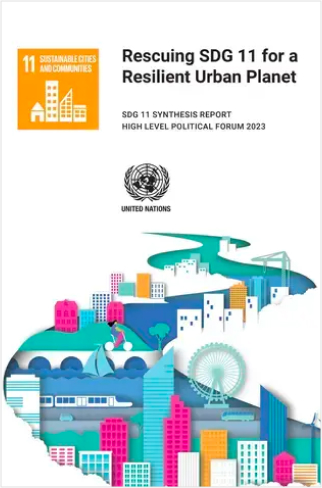 11 SUSTAINABLE CITIES
AND COMMUNITIES
Rescuing SDG 11 for a
Resilient Urban Planet
SDG 11 SYNTHESIS REPORT
HIGH LEVEL POLITICAL FORUM 2023
UNITED NATIONS